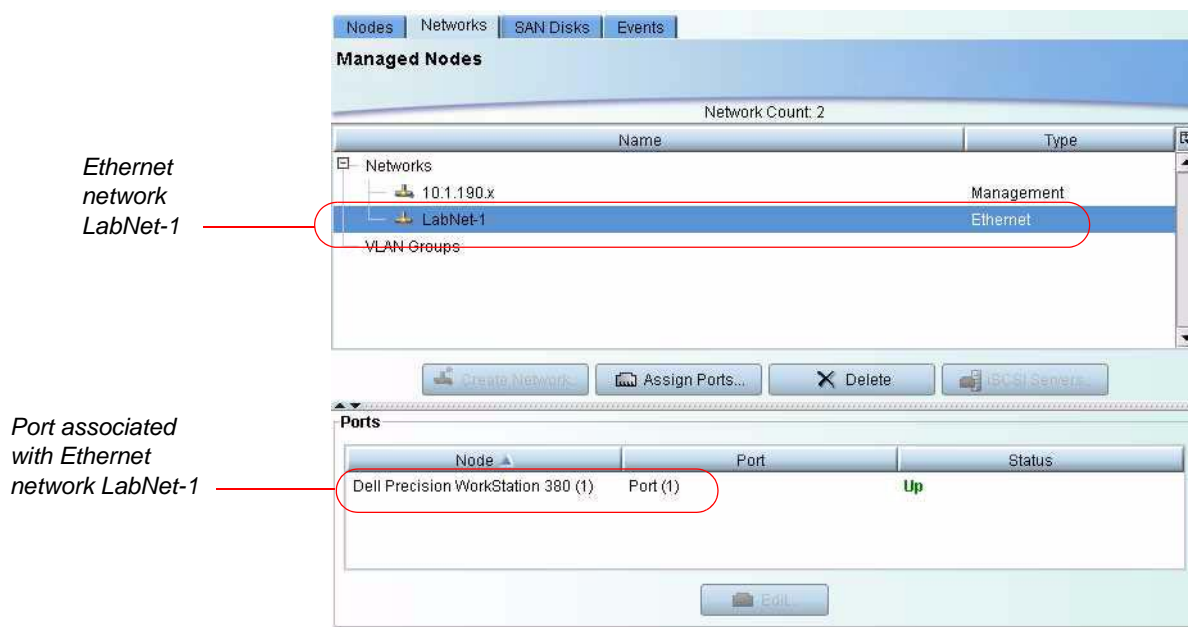 Nodes Networks SAN Disks Events
Managed Nodes
Network Count: 2
Name Type
Networks
10.1.190.x Management
LabNet-1 Ethernet
VLAN Groups
Ethernet
network
LabNet-1
Create Network... Assign Ports... Delete iSCSI Servers...
Ports
Node Port Status
Dell Precision WorkStation 380 (1) Port (1) Up
Port associated
with Ethernet
network LabNet-1
Edit...